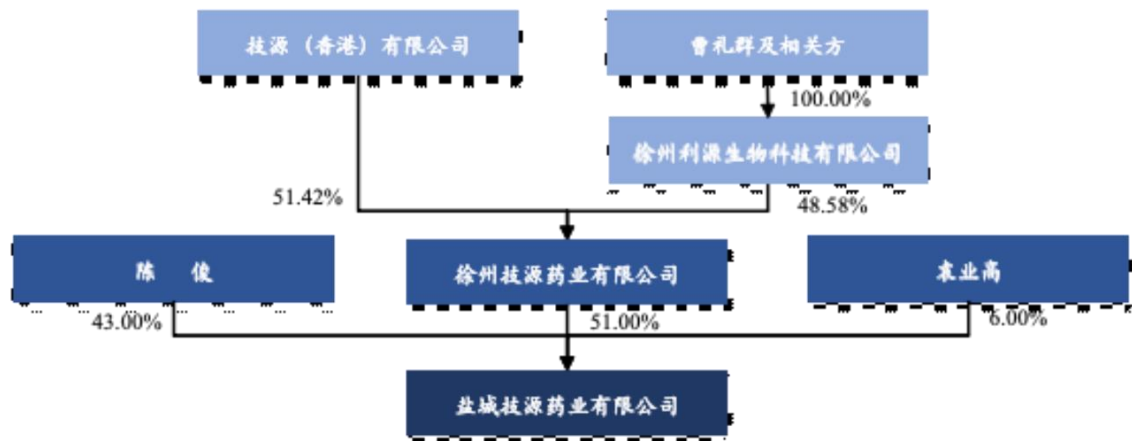 技源（香港）有限公司
曹礼群及相关方
100.00%
徐州利源生物科技有限公司
51.42%
48.58%
陈 俊
徐州技源药业有限公司
袁业高
43.00%
51.00%
6.00%
盐城技源药业有限公司